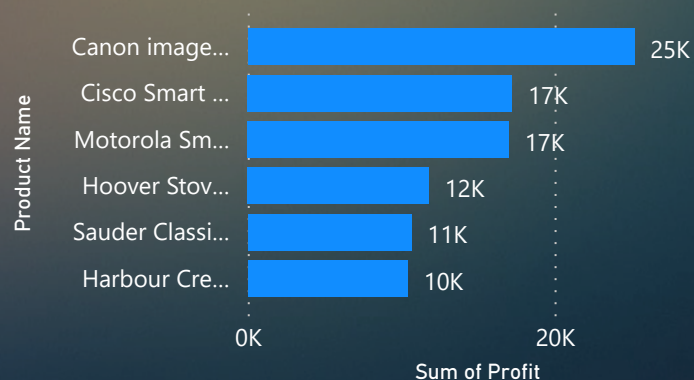 Product Name
Canon image... 25K
Cisco Smart ... 17K
Motorola Sm... 17K
Hoover Stov... 12K
Sauder Classi... 11K
Harbour Cre... 10K
0K 20K
Sum of Profit